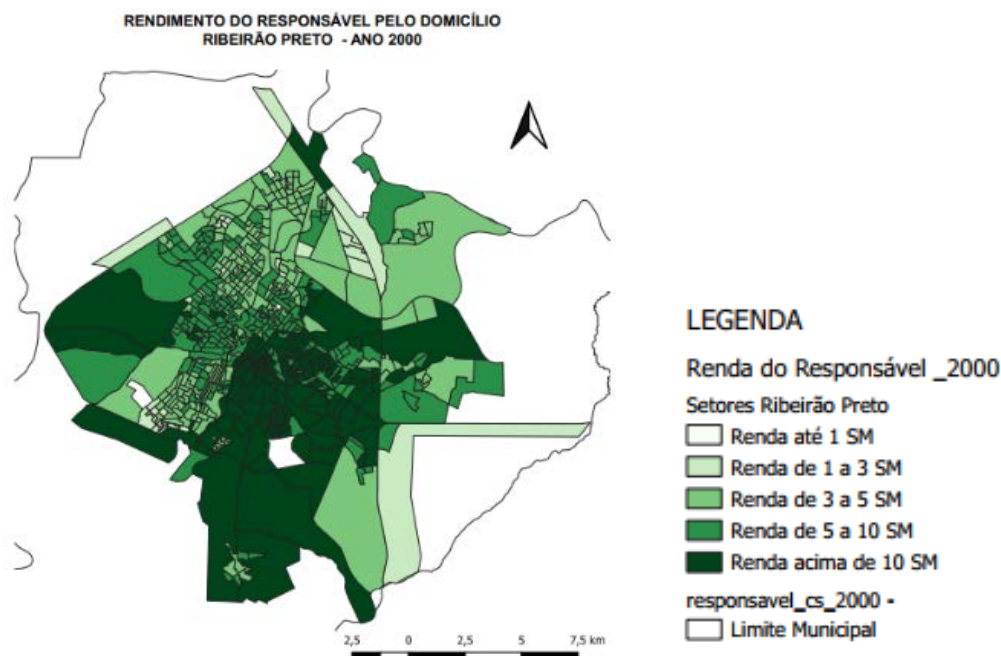 RENDIMENTO DO RESPONSÁVEL PELO DOMICÍLIO
RIBEIRÃO PRETO - ANO 2000
LEGENDA
Renda do Responsável _2000
Setores Ribeirão Preto
Renda até 1 SM
Renda de 1 a 3 SM
Renda de 3 a 5 SM
Renda de 5 a 10 SM
Renda acima de 10 SM
responsavel_cs_2000 -
Limite Municipal
2,5 0 2,5 5 7,5 km